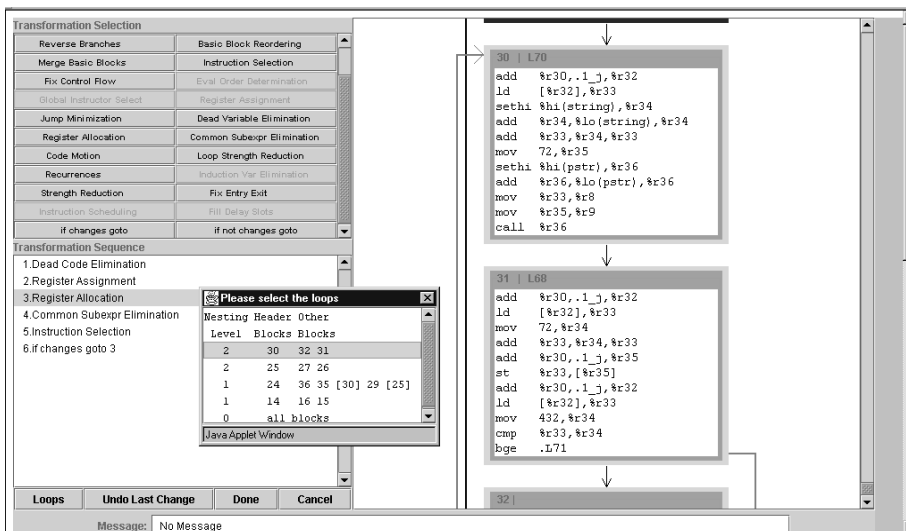 Transformation Selection
Reverse Branches Basic Block Reordering
Merge Basic Blocks Instruction Selection
Fix Control Flow Eval Order Determination
Global Instructor Select Register Assignment
Jump Minimization Dead Variable Elimination
Register Allocation Common Subexpr Elimination
Code Motion Loop Strength Reduction
Recurrences Induction Var Elimination
Strength Reduction Fix Entry Exit
Instruction Scheduling Fill Delay Slots
if changes goto if not changes goto
Transformation Sequence
1.Dead Code Elimination
2.Register Assignment
3.Register Allocation
4.Common Subexpr Elimination
5.Instruction Selection
6.if changes goto 3
Please select the loops
Nesting Header Other
Level Blocks Blocks
2 30 32 31
2 25 27 26
1 24 36 35 [30] 29 [25]
1 14 16 15
0 all blocks
Java Applet Window
Loops Undo Last Change Done Cancel
30 | L70
add %r30,.1_j,%r32
ld [%r32],%r33
sethi %hi(string),%r34
add %r34,%lo(string),%r34
add %r33,%r34,%r33
mov 72,%r35
sethi %hi(pstr),%r36
add %r36,%lo(pstr),%r36
mov %r33,%r8
mov %r35,%r9
call %r36
31 | L68
add %r30,.1_j,%r32
ld [%r32],%r33
mov 72,%r34
add %r33,%r34,%r33
add %r30,.1_j,%r35
st %r33,[%r35]
add %r30,.1_j,%r32
ld [%r32],%r33
mov 432,%r34
cmp %r33,%r34
bge .L71
32 |
Message: No Message